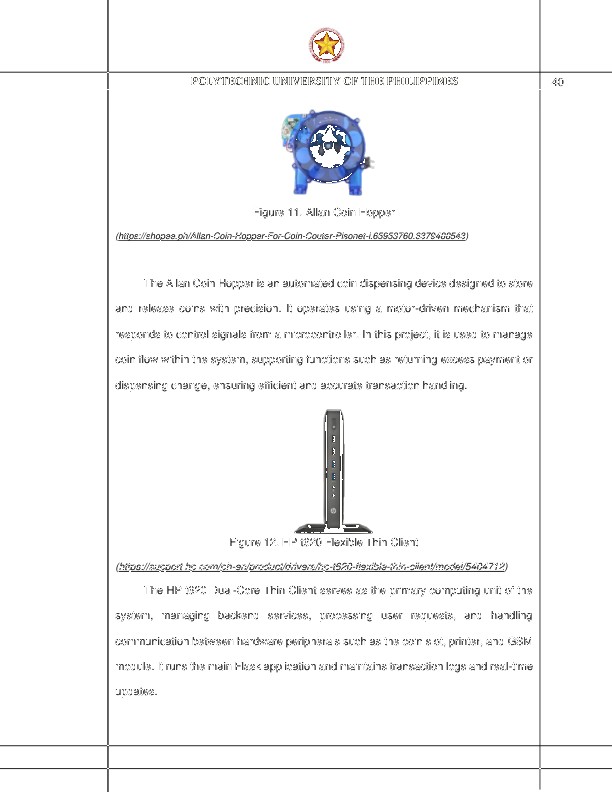 POLYTECHNIC UNIVERSITY OF THE PHILIPPINES
40
Figure 11. Allan Coin Hopper
(https://shopee.ph/Allan-Coin-Hopper-For-Coin-Couter-Pisonet-i.63953760.3379400543)
The Allan Coin Hopper is an automated coin dispensing device designed to store
and release coins with precision. It operates using a motor-driven mechanism that
responds to control signals from a microcontroller. In this project, it is used to manage
coin flow within the system, supporting functions such as returning excess payment or
dispensing change, ensuring efficient and accurate transaction handling.
Figure 12. HP t620 Flexible Thin Client
(https://support.hp.com/ph-en/product/drivers/hp-t620-flexible-thin-client/model/5404712)
The HP t620 Dual-Core Thin Client serves as the primary computing unit of the
system, managing backend services, processing user requests, and handling
communication between hardware peripherals such as the coin slot, printer, and GSM
module. It runs the main Flask application and maintains transaction logs and real-time
updates.